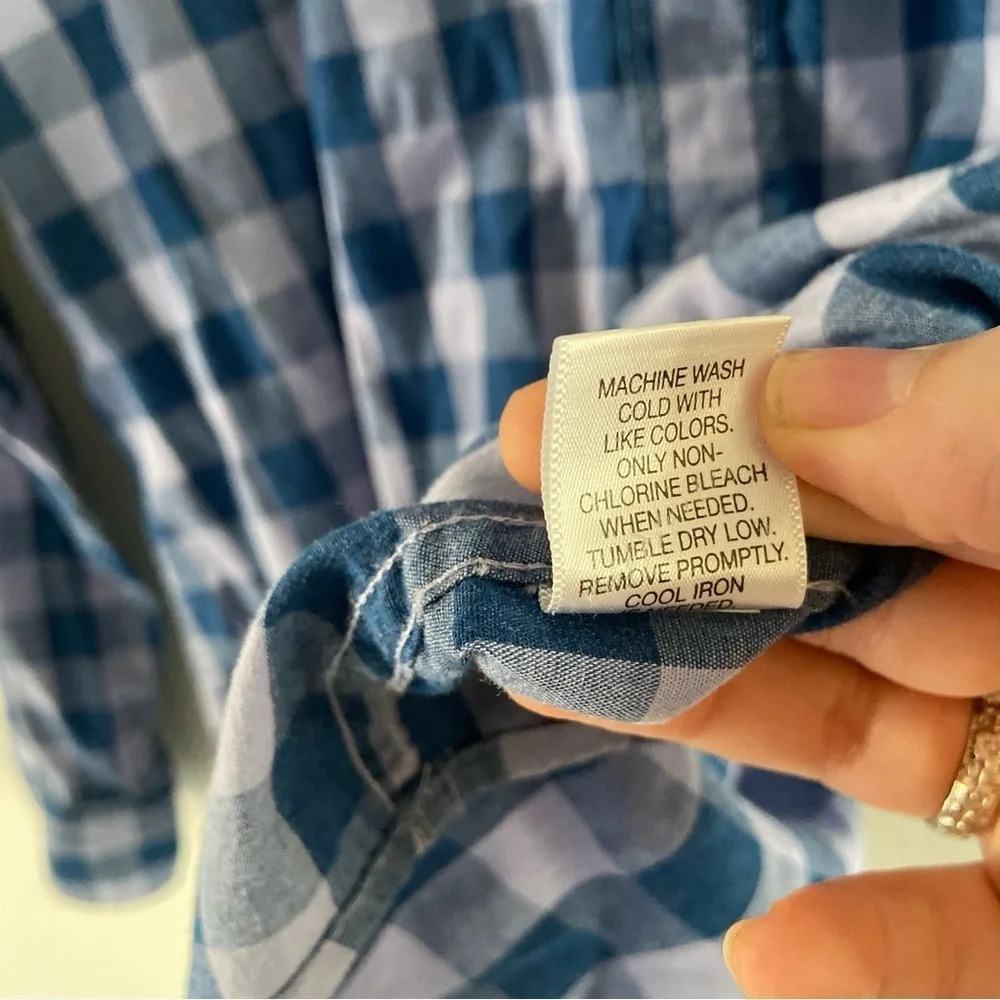 MACHINE WASH
COLD WITH
LIKE COLORS.
ONLY NON-
CHLORINE BLEACH
WHEN NEEDED.
TUMBLE DRY LOW.
REMOVE PROMPTLY.
COOL IRON